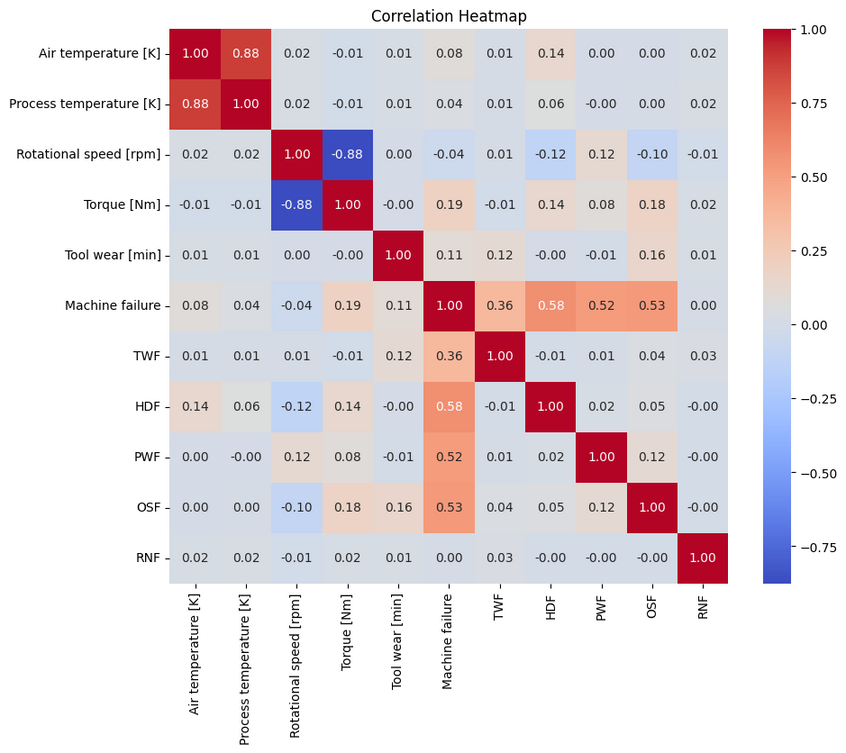 Correlation Heatmap
Air temperature [K] 1.00 0.88 0.02 -0.01 0.01 0.08 0.01 0.14 0.00 0.00 0.02
Process temperature [K] 0.88 1.00 0.02 -0.01 0.01 0.04 0.01 0.06 -0.00 0.00 0.02
Rotational speed [rpm] 0.02 0.02 1.00 -0.88 0.00 -0.04 0.01 -0.12 0.12 -0.10 -0.01
Torque [Nm] -0.01 -0.01 -0.88 1.00 -0.00 0.19 -0.01 0.14 0.08 0.18 0.02
Tool wear [min] 0.01 0.01 0.00 -0.00 1.00 0.11 0.12 -0.00 -0.01 0.16 0.01
Machine failure 0.08 0.04 -0.04 0.19 0.11 1.00 0.36 0.58 0.52 0.53 0.00
TWF 0.01 0.01 0.01 -0.01 0.12 0.36 1.00 -0.01 0.01 0.04 0.03
HDF 0.14 0.06 -0.12 0.14 -0.00 0.58 -0.01 1.00 0.02 0.05 -0.00
PWF 0.00 -0.00 0.12 0.08 -0.01 0.52 0.01 0.02 1.00 0.12 -0.00
OSF 0.00 0.00 -0.10 0.18 0.16 0.53 0.04 0.05 0.12 1.00 -0.00
RNF 0.02 0.02 -0.01 0.02 0.01 0.00 0.03 -0.00 -0.00 -0.00 1.00
Air temperature [K]
Process temperature [K]
Rotational speed [rpm]
Torque [Nm]
Tool wear [min]
Machine failure
TWF
HDF
PWF
OSF
RNF
1.00
0.75
0.50
0.25
0.00
−0.25
−0.50
−0.75